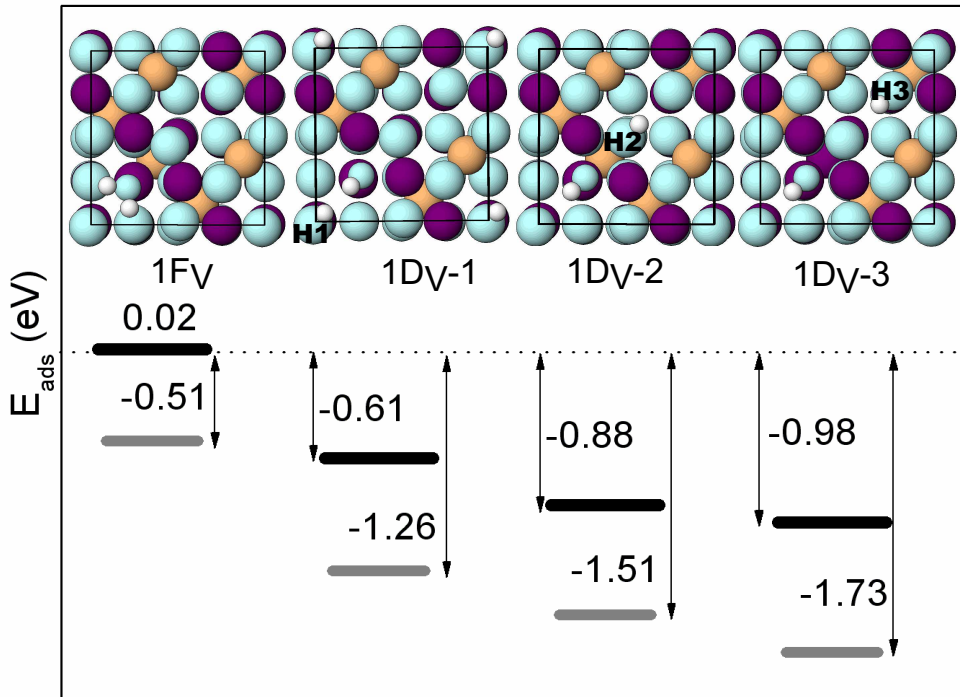 H3
H2
H1
1FV 1DV-1 1DV-2 1DV-3
Eads (eV)
0.02
-0.51 -0.61 -0.88 -0.98
-1.26 -1.51 -1.73